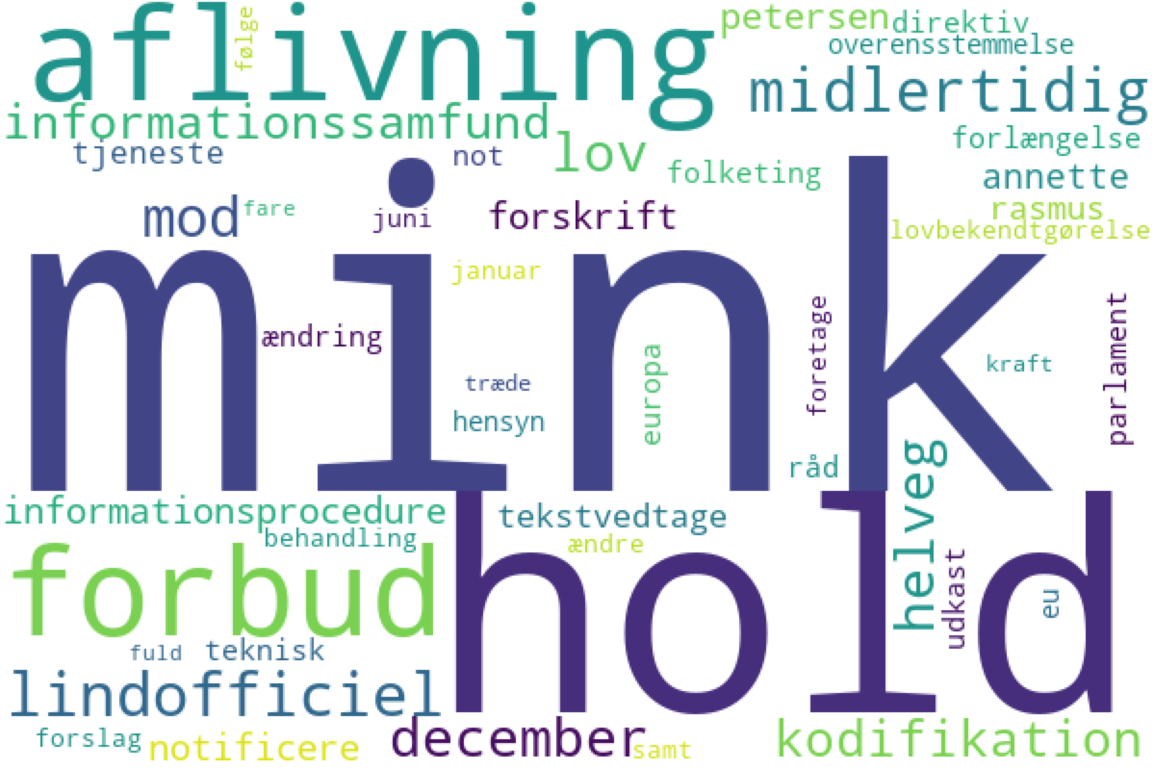 aflivning
følge
petersen
direktiv
overensstemmelse
midlertidig
informationssamfund
tjeneste
not
lov
folketing
forlængelse
annette
rasmus
lovbekendtgørelse
mod
fare
juni
forskrift
mink
januar
ændring
træde
hensyn
europa
foretage
kraft
parlament
råd
helveg
informationsprocedure
behandling
tekstvedtage
ændre
forbud
hold
udkast
eu
fuld
teknisk
lindofficiel
forslag
notificere
december
samt
kodifikation